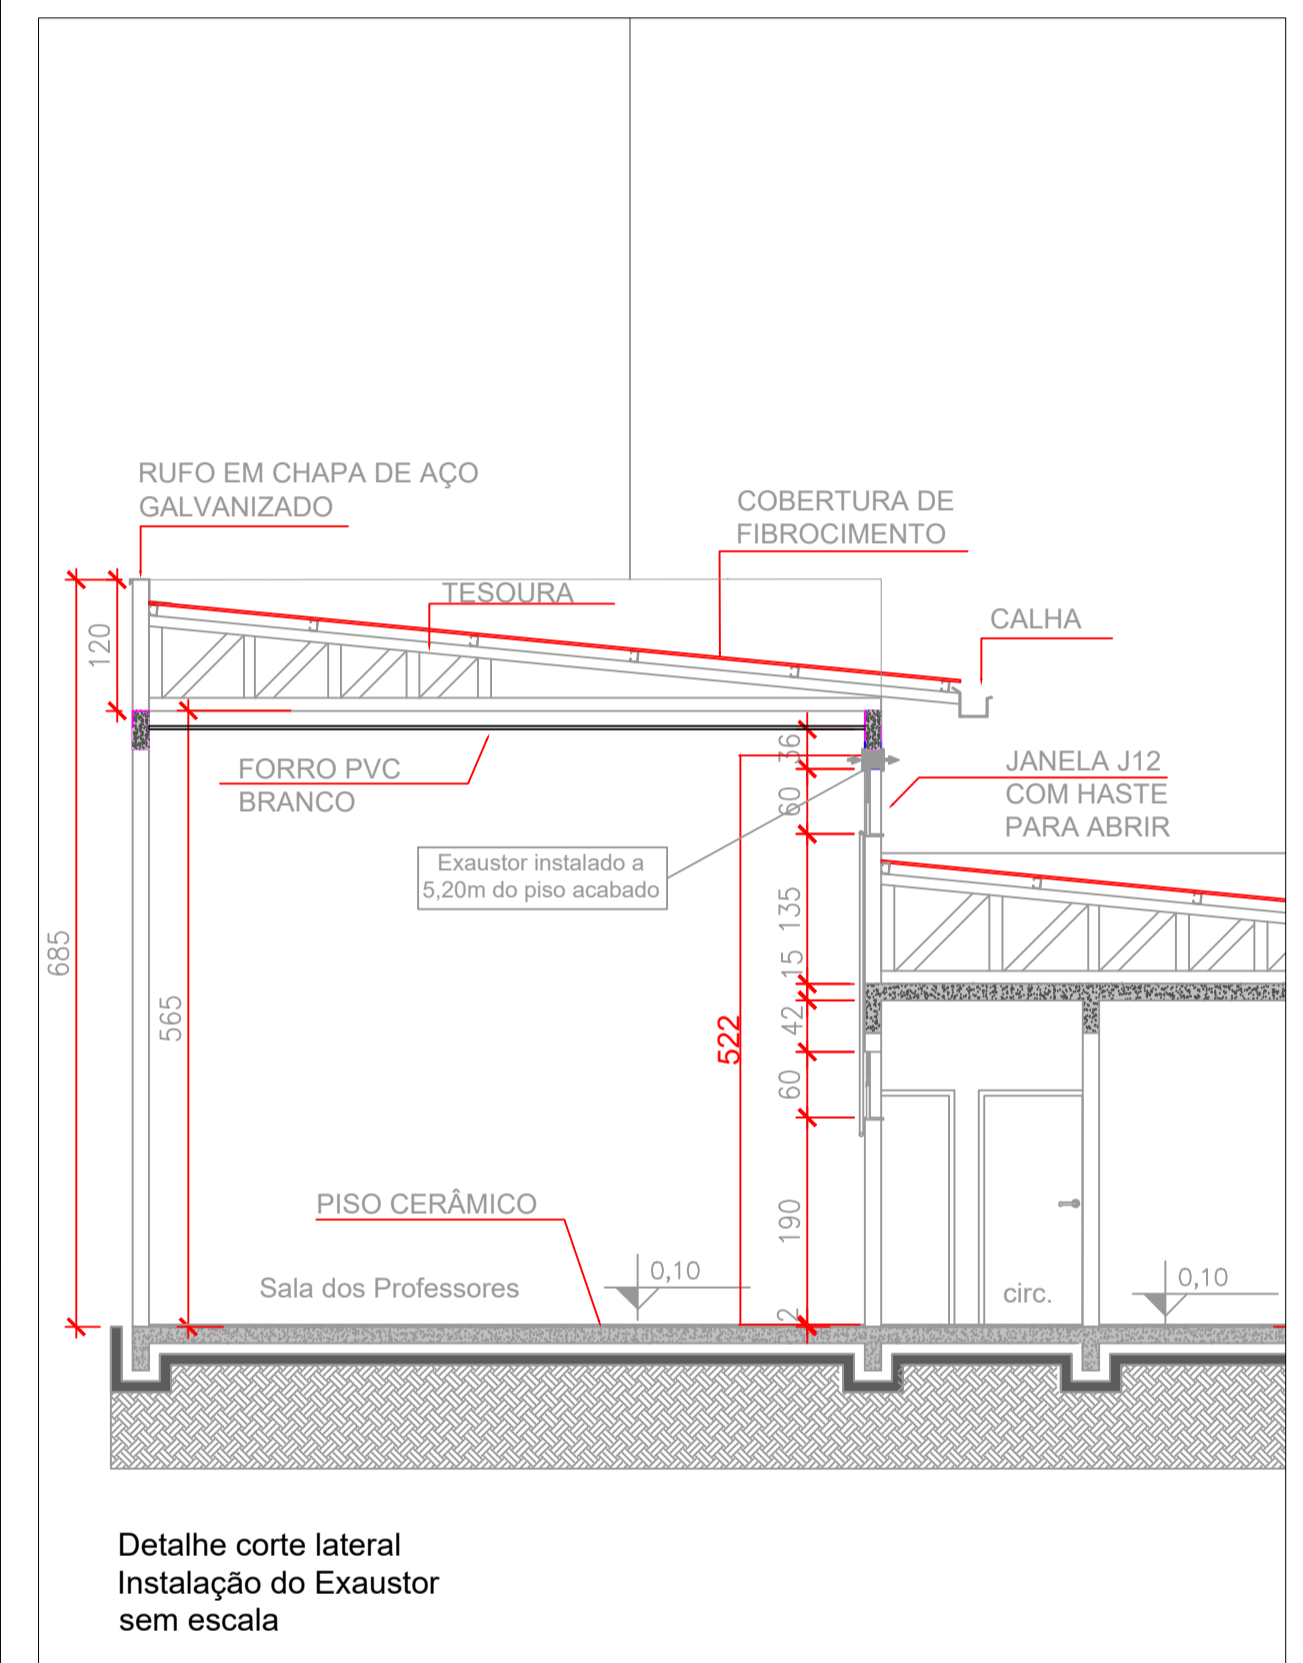 RUFO EM CHAPA DE AÇO
GALVANIZADO
COBERTURA DE
FIBROCIMENTO
TESOURA
CALHA
120
FORRO PVC
BRANCO
36
JANELA J12
COM HASTE
PARA ABRIR
60
Exaustor instalado a
5,20m do piso acabado
135
685
15
565
522
42
60
PISO CERÂMICO
190
Sala dos Professores
0,10
0,10
circ.
2
Detalhe corte lateral
Instalação do Exaustor
sem escala